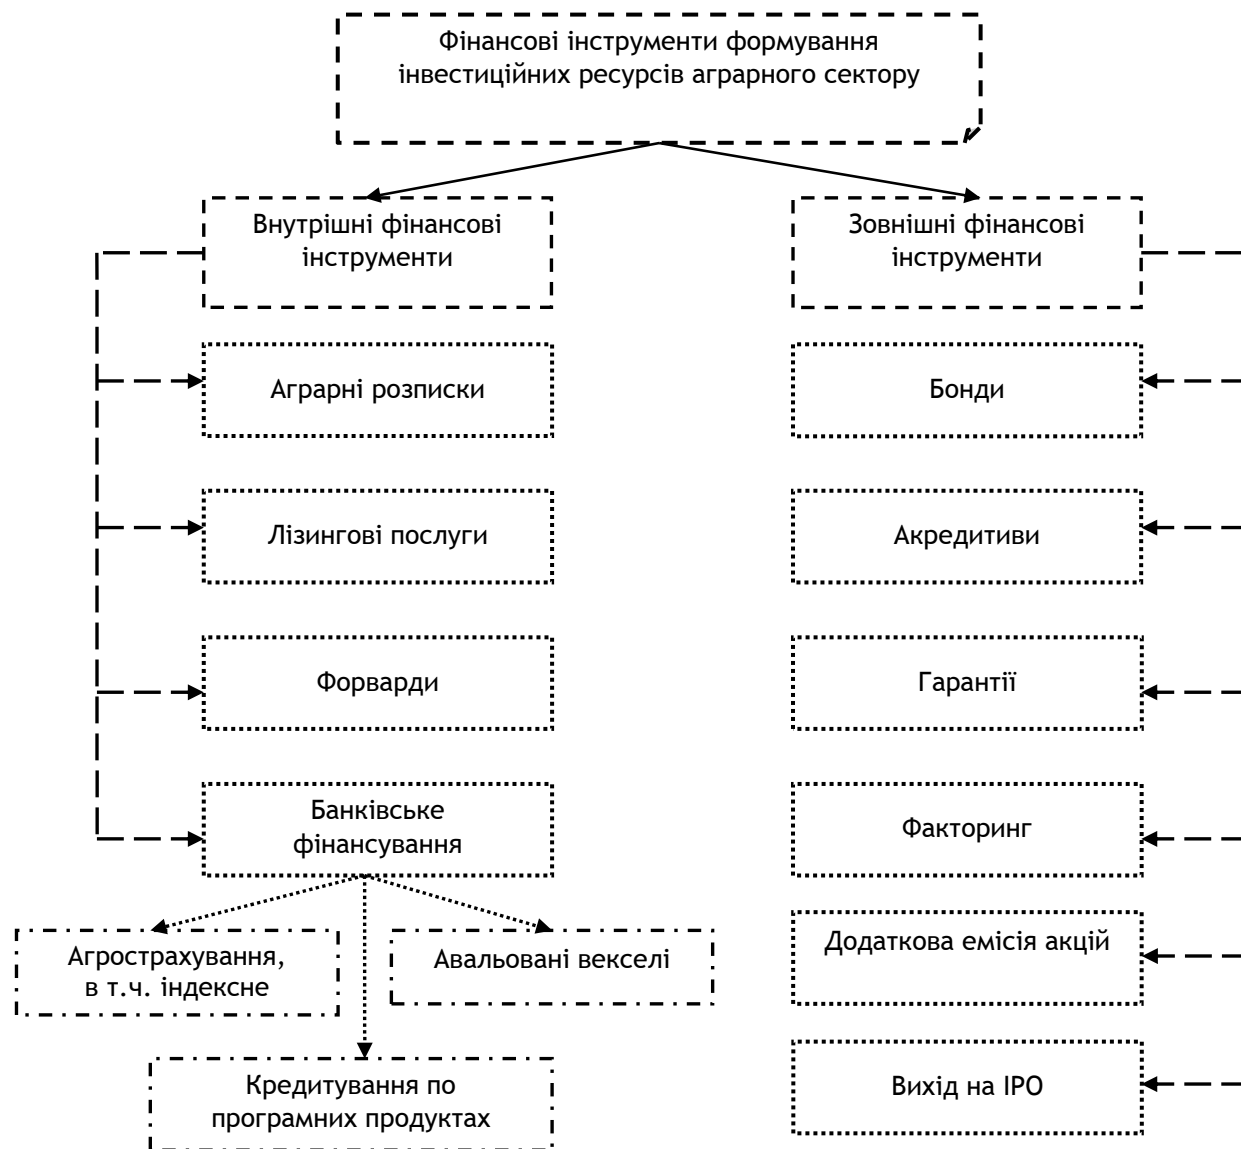 Фінансові інструменти формування
інвестиційних ресурсів аграрного сектору
Внутрішні фінансові
інструменти
Зовнішні фінансові
інструменти
Аграрні розписки
Бонди
Лізингові послуги
Акредитиви
Форварди
Гарантії
Банківське
фінансування
Факторинг
Агрострахування,
в т.ч. індексне
Авальовані векселі
Додаткова емісія акцій
Кредитування по
програмних продуктах
Вихід на ІРО